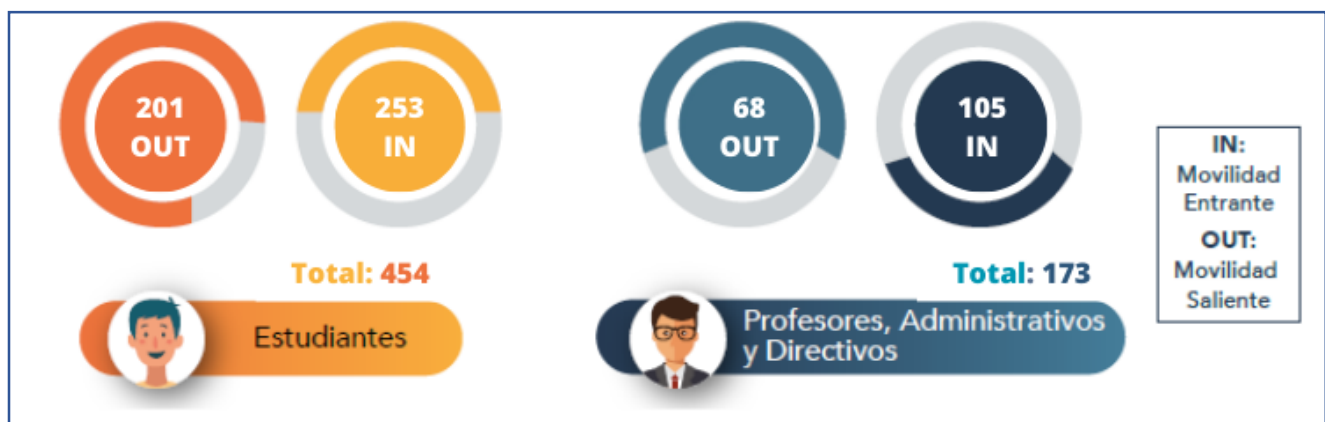 201
OUT
253
IN
68
OUT
105
IN
Total: 454
Total: 173
Estudiantes
Profesores, Administrativos
y Directivos
IN:
Movilidad
Entrante
OUT:
Movilidad
Saliente